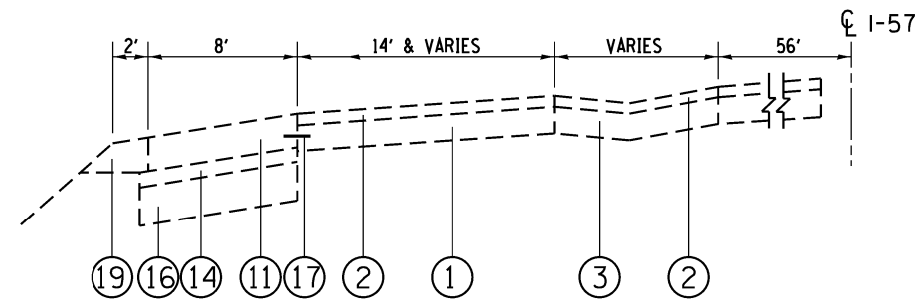 ℄ I-57
2' 8' 14' & VARIES VARIES 56'
19 16 14 11 17 2 1 3 2